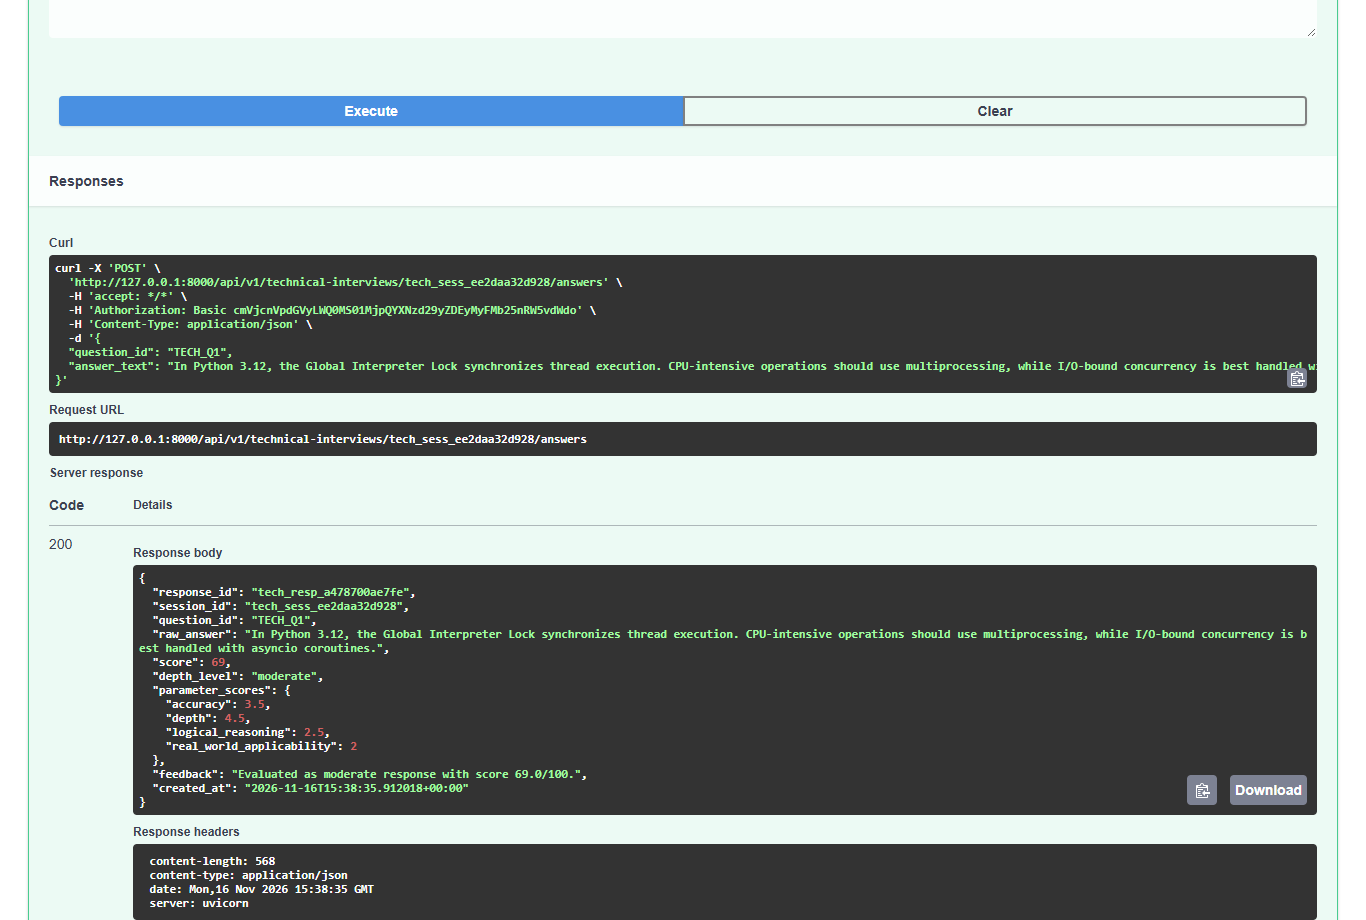 Execute
Clear
Responses
Curl
curl -X 'POST' \
  'http://127.0.0.1:8000/api/v1/technical-interviews/tech_sess_ee2daa32d928/answers' \
  -H 'accept: */*' \
  -H 'Authorization: Basic cmVjcnVpdGVyLWQ0MS01MjpQYXNzd29yZDEyMyFMb25nRW5vdWdo' \
  -H 'Content-Type: application/json' \
  -d '{
  "question_id": "TECH_Q1",
  "answer_text": "In Python 3.12, the Global Interpreter Lock synchronizes thread execution. CPU-intensive operations should use multiprocessing, while I/O-bound concurrency is best handled
}'
Request URL
http://127.0.0.1:8000/api/v1/technical-interviews/tech_sess_ee2daa32d928/answers
Server response
Code
Details
200
Response body
{
  "response_id": "tech_resp_a478700ae7fe",
  "session_id": "tech_sess_ee2daa32d928",
  "question_id": "TECH_Q1",
  "raw_answer": "In Python 3.12, the Global Interpreter Lock synchronizes thread execution. CPU-intensive operations should use multiprocessing, while I/O-bound concurrency is b
est handled with asyncio coroutines.",
  "score": 69,
  "depth_level": "moderate",
  "parameter_scores": {
    "accuracy": 3.5,
    "depth": 4.5,
    "logical_reasoning": 2.5,
    "real_world_applicability": 2
  },
  "feedback": "Evaluated as moderate response with score 69.0/100.",
  "created_at": "2026-11-16T15:38:35.912018+00:00"
}
Download
Response headers
content-length: 568
content-type: application/json
date: Mon,16 Nov 2026 15:38:35 GMT
server: uvicorn